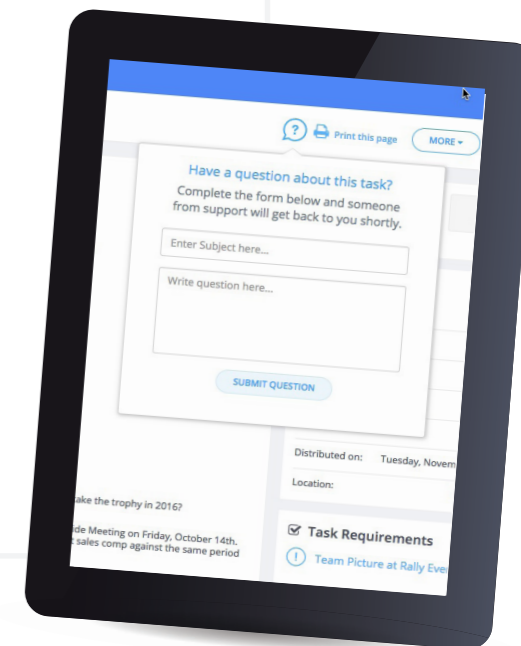 ?
Print this page
MORE
Have a question about this task?
Complete the form below and someone
from support will get back to you shortly.
Enter Subject here...
Write question here...
SUBMIT QUESTION
Distributed on: Tuesday, Novem
Location:
ake the trophy in 2016?
ide Meeting on Friday, October 14th.
sales comp against the same period
Task Requirements
! Team Picture at Rally Eve